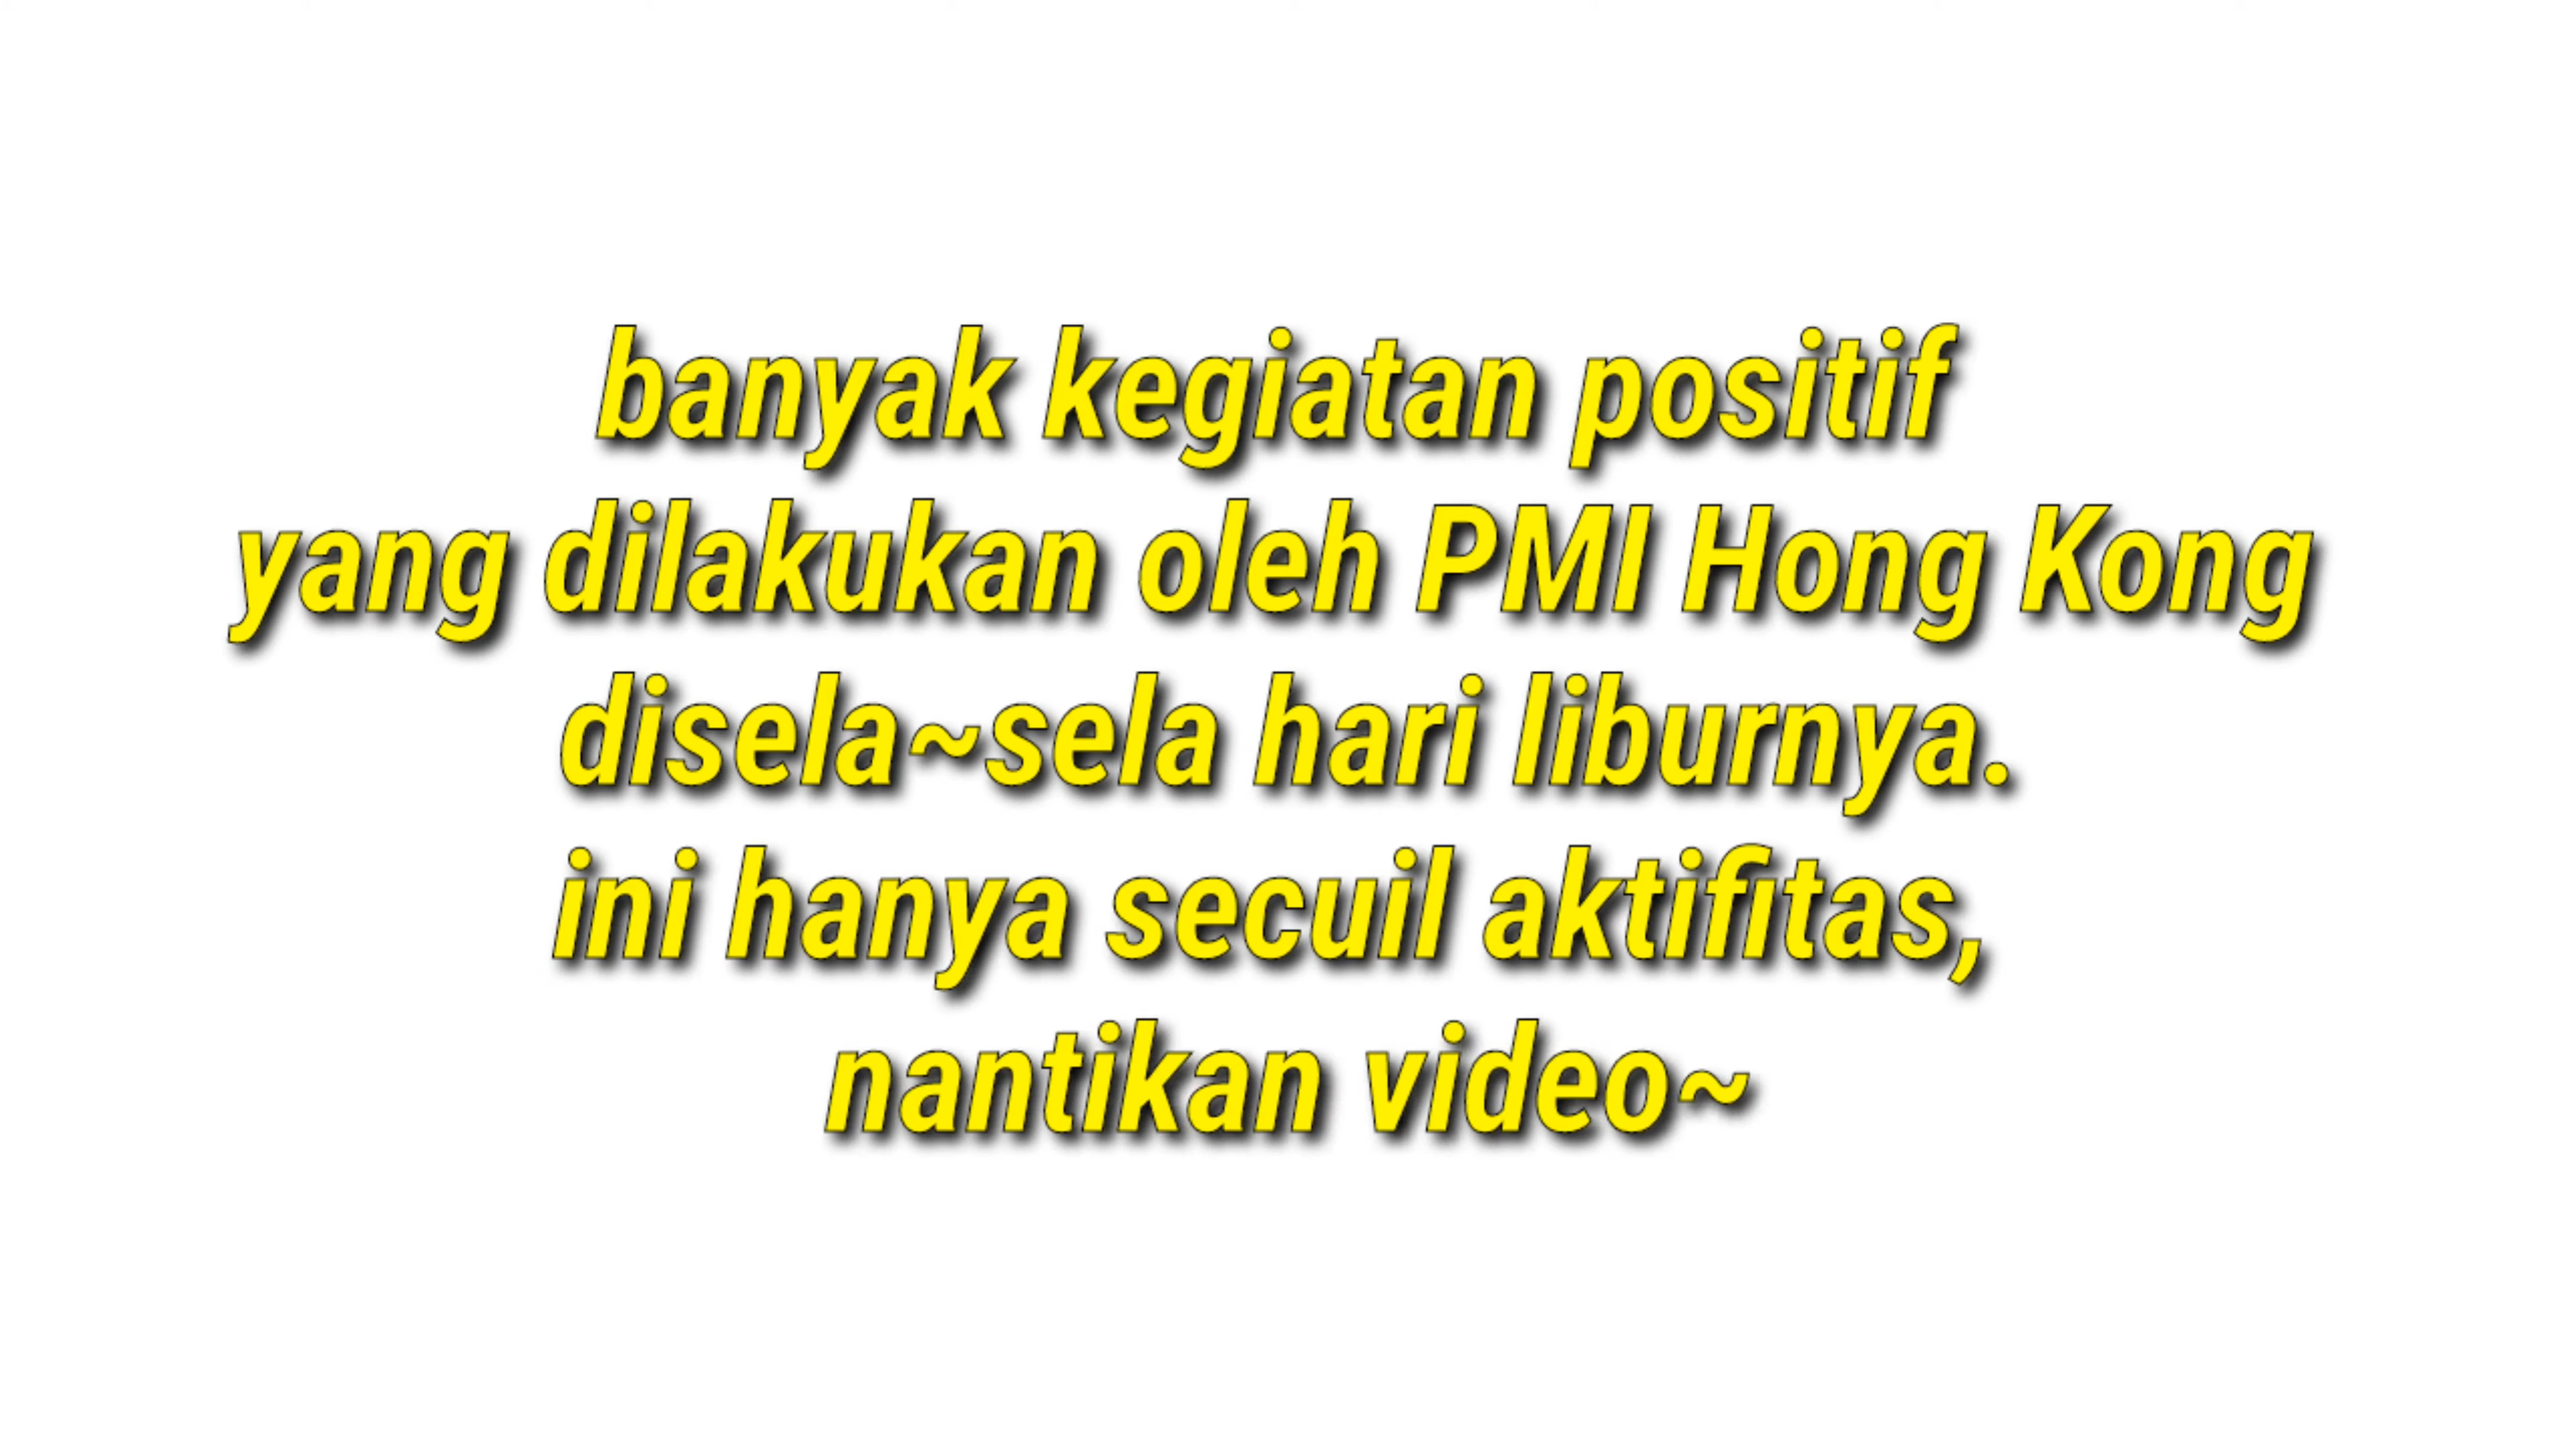 banyak kegiatan positif
yang dilakukan oleh PMI Hong Kong
disela~sela hari liburnya.
ini hanya secuil aktifitas,
nantikan video~